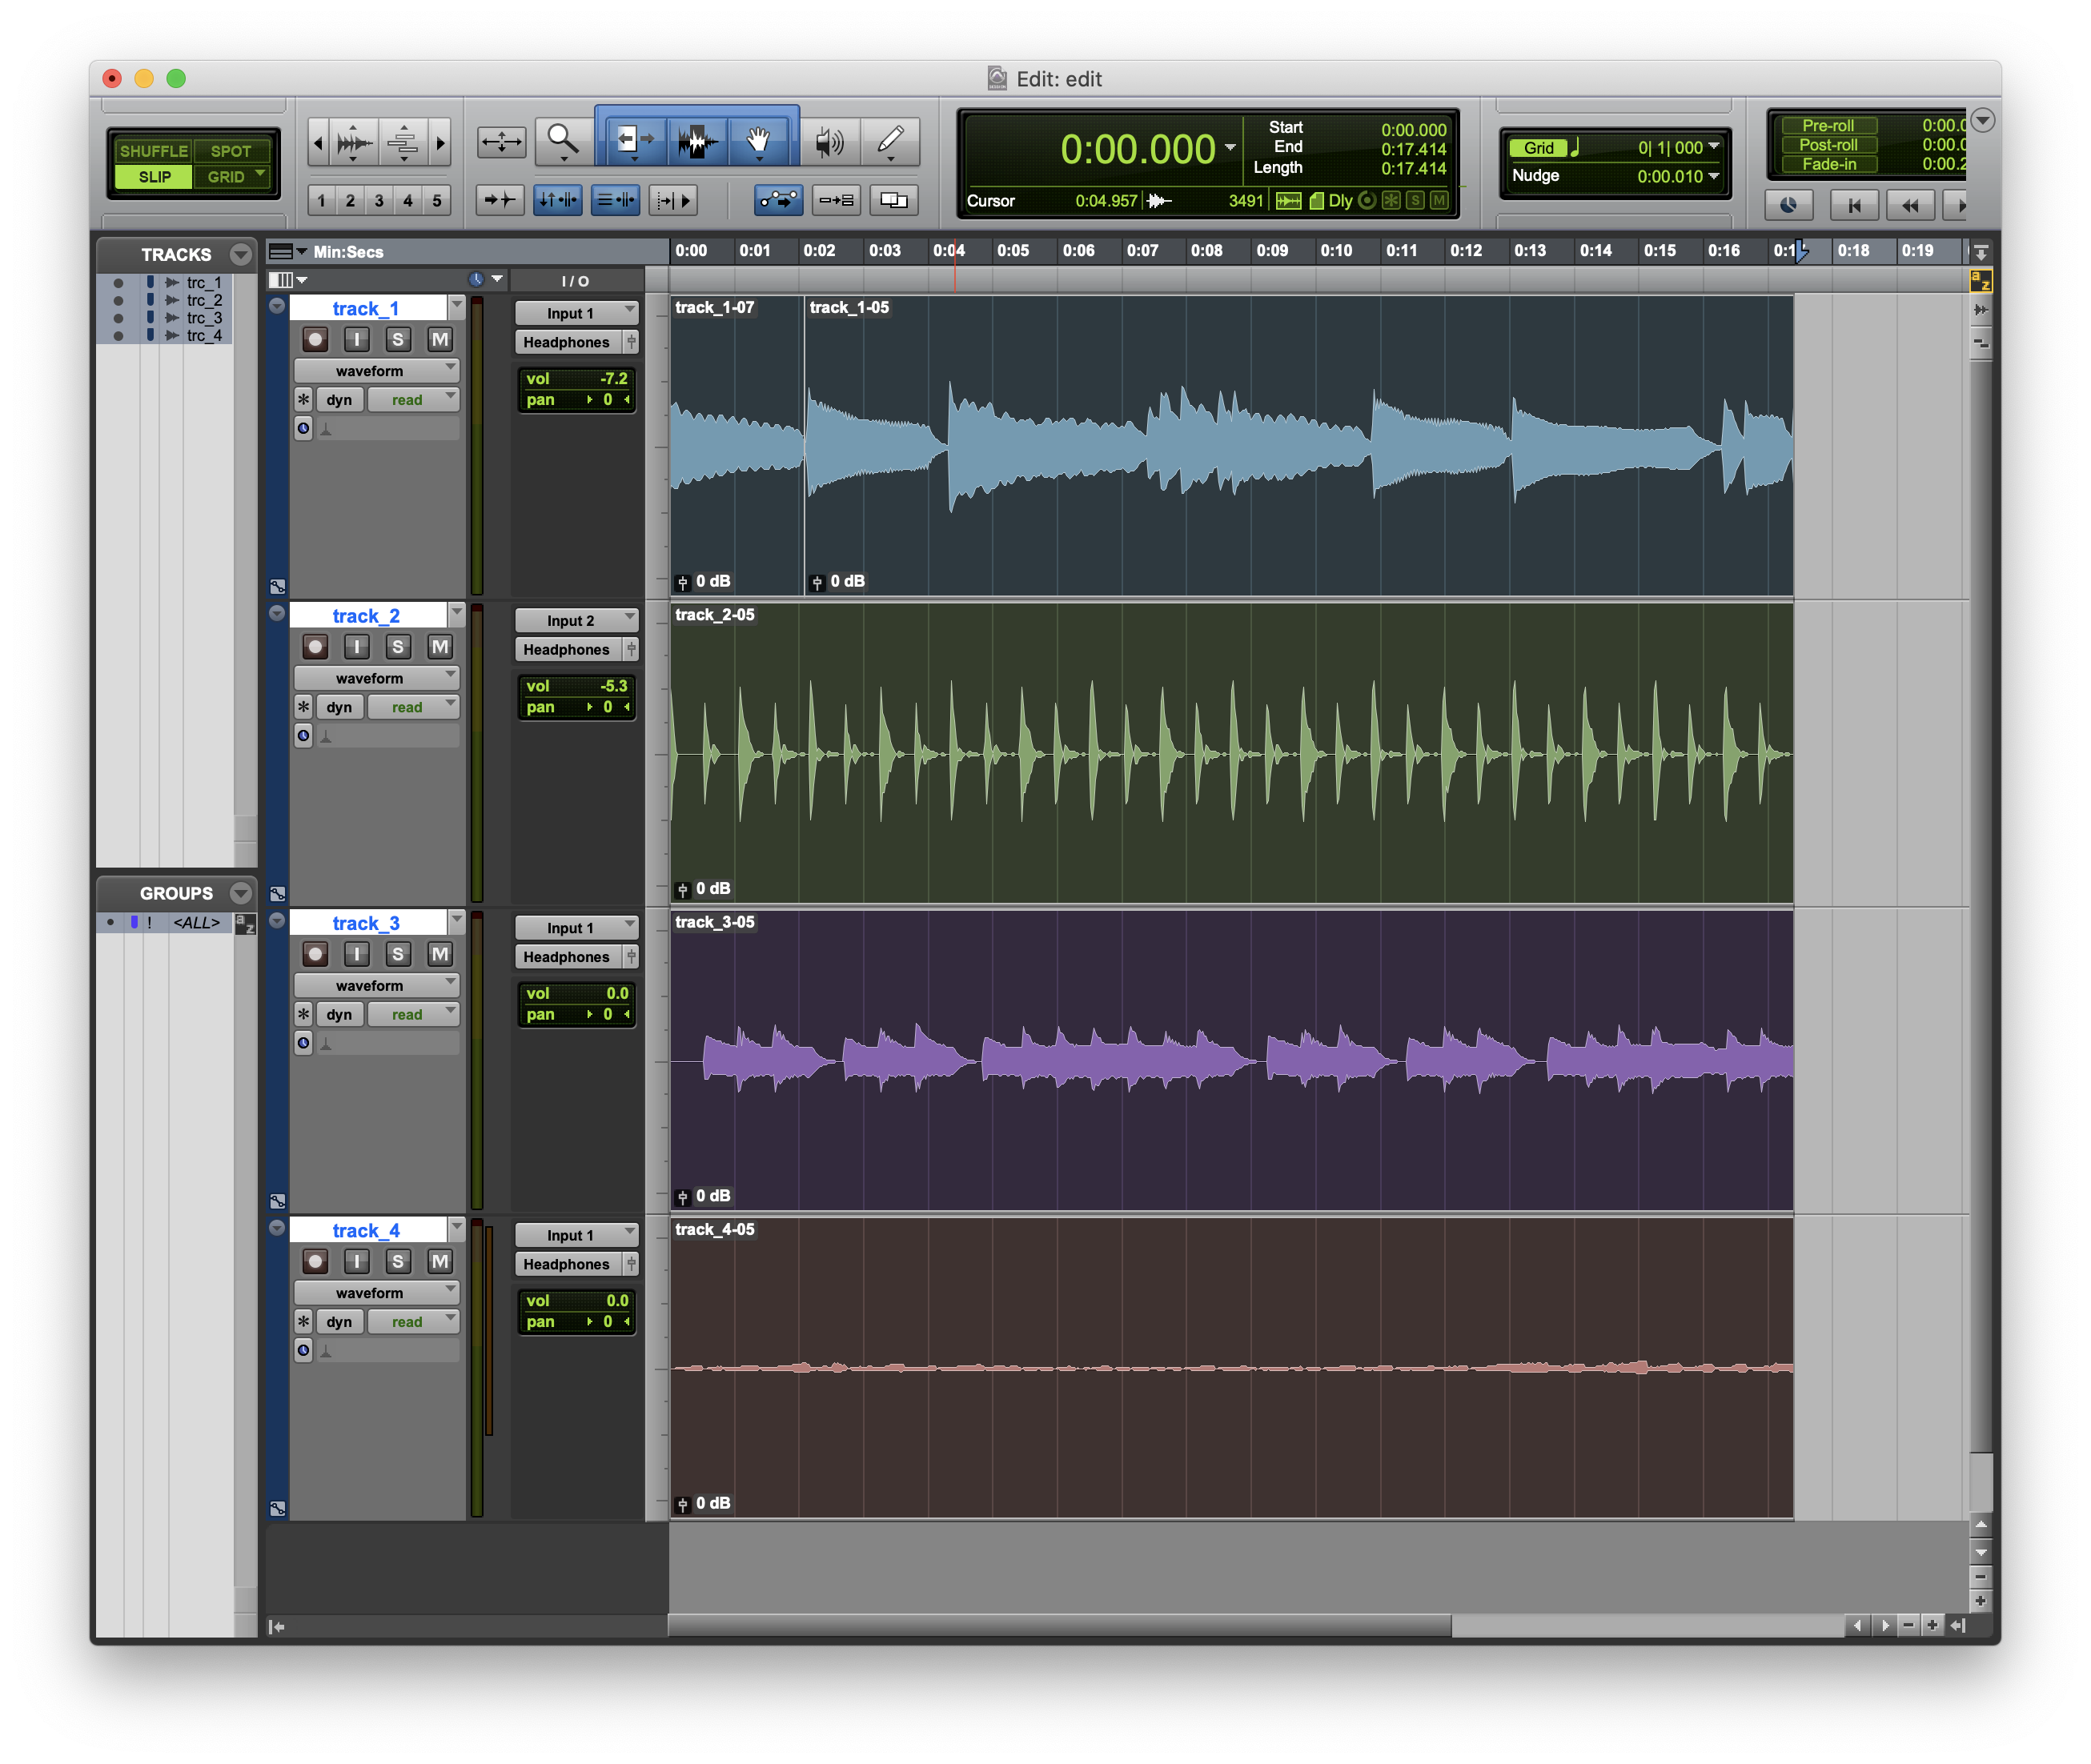 Edit: edit
SHUFFLE SPOT
SLIP GRID
1 2 3 4 5
0:00.000
Start 0:00.000
End 0:17.414
Length 0:17.414
Cursor 0:04.957 3491 Dly S M
Grid 0| 1| 000
Nudge 0:00.010
Pre-roll 0:00.0
Post-roll 0:00.0
Fade-in 0:00.2
TRACKS
trc_1
trc_2
trc_3
trc_4
GROUPS
! <ALL> a z
Min:Secs
0:00 0:01 0:02 0:03 0:04 0:05 0:06 0:07 0:08 0:09 0:10 0:11 0:12 0:13 0:14 0:15 0:16 0:1 0:18 0:19
I / O
a z
track_1
I S M
waveform
dyn read
Input 1
Headphones
vol -7.2
pan 0
track_1-07 track_1-05
0 dB 0 dB
track_2
I S M
waveform
dyn read
Input 2
Headphones
vol -5.3
pan 0
track_2-05
0 dB
track_3
I S M
waveform
dyn read
Input 1
Headphones
vol 0.0
pan 0
track_3-05
0 dB
track_4
I S M
waveform
dyn read
Input 1
Headphones
vol 0.0
pan 0
track_4-05
0 dB